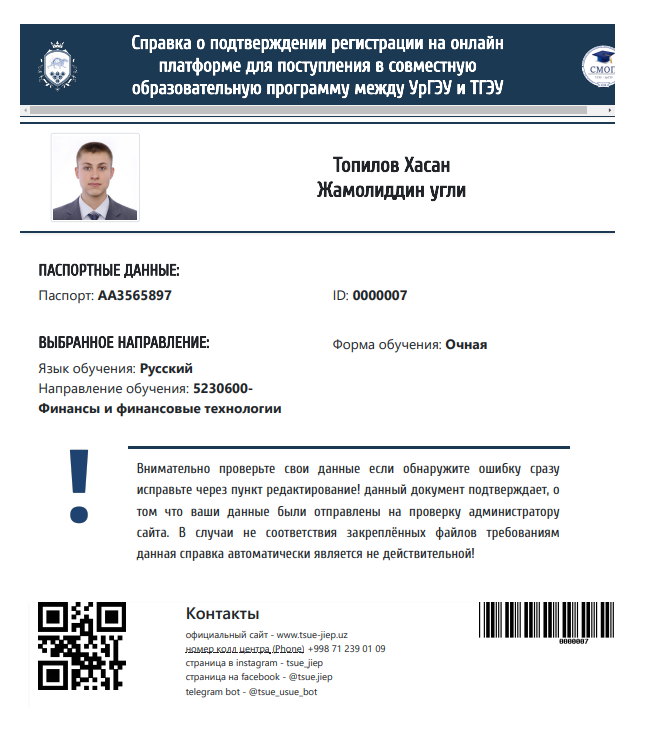 Справка о подтверждении регистрации на онлайн
платформе для поступления в совместную
образовательную программу между УрГЭУ и ТГЭУ
Топилов Хасан
Жамолиддин угли
ПАСПОРТНЫЕ ДАННЫЕ:
Паспорт: AA3565897
ID: 0000007
ВЫБРАННОЕ НАПРАВЛЕНИЕ:
Форма обучения: Очная
Язык обучения: Русский
Направление обучения: 5230600-
Финансы и финансовые технологии
!
Внимательно проверьте свои данные если обнаружите ошибку сразу
исправьте через пункт редактирование! данный документ подтверждает, о
том что ваши данные были отправлены на проверку администратору
сайта. В случаи не соответствия закреплённых файлов требованиям
данная справка автоматически является не действительной!
Контакты
официальный сайт - www.tsue-jiep.uz
номер колл центра (Phone) +998 71 239 01 09
страница в instagram - tsue_jiep
страница на facebook - @tsue.jiep
telegram bot - @tsue_usue_bot
0000007